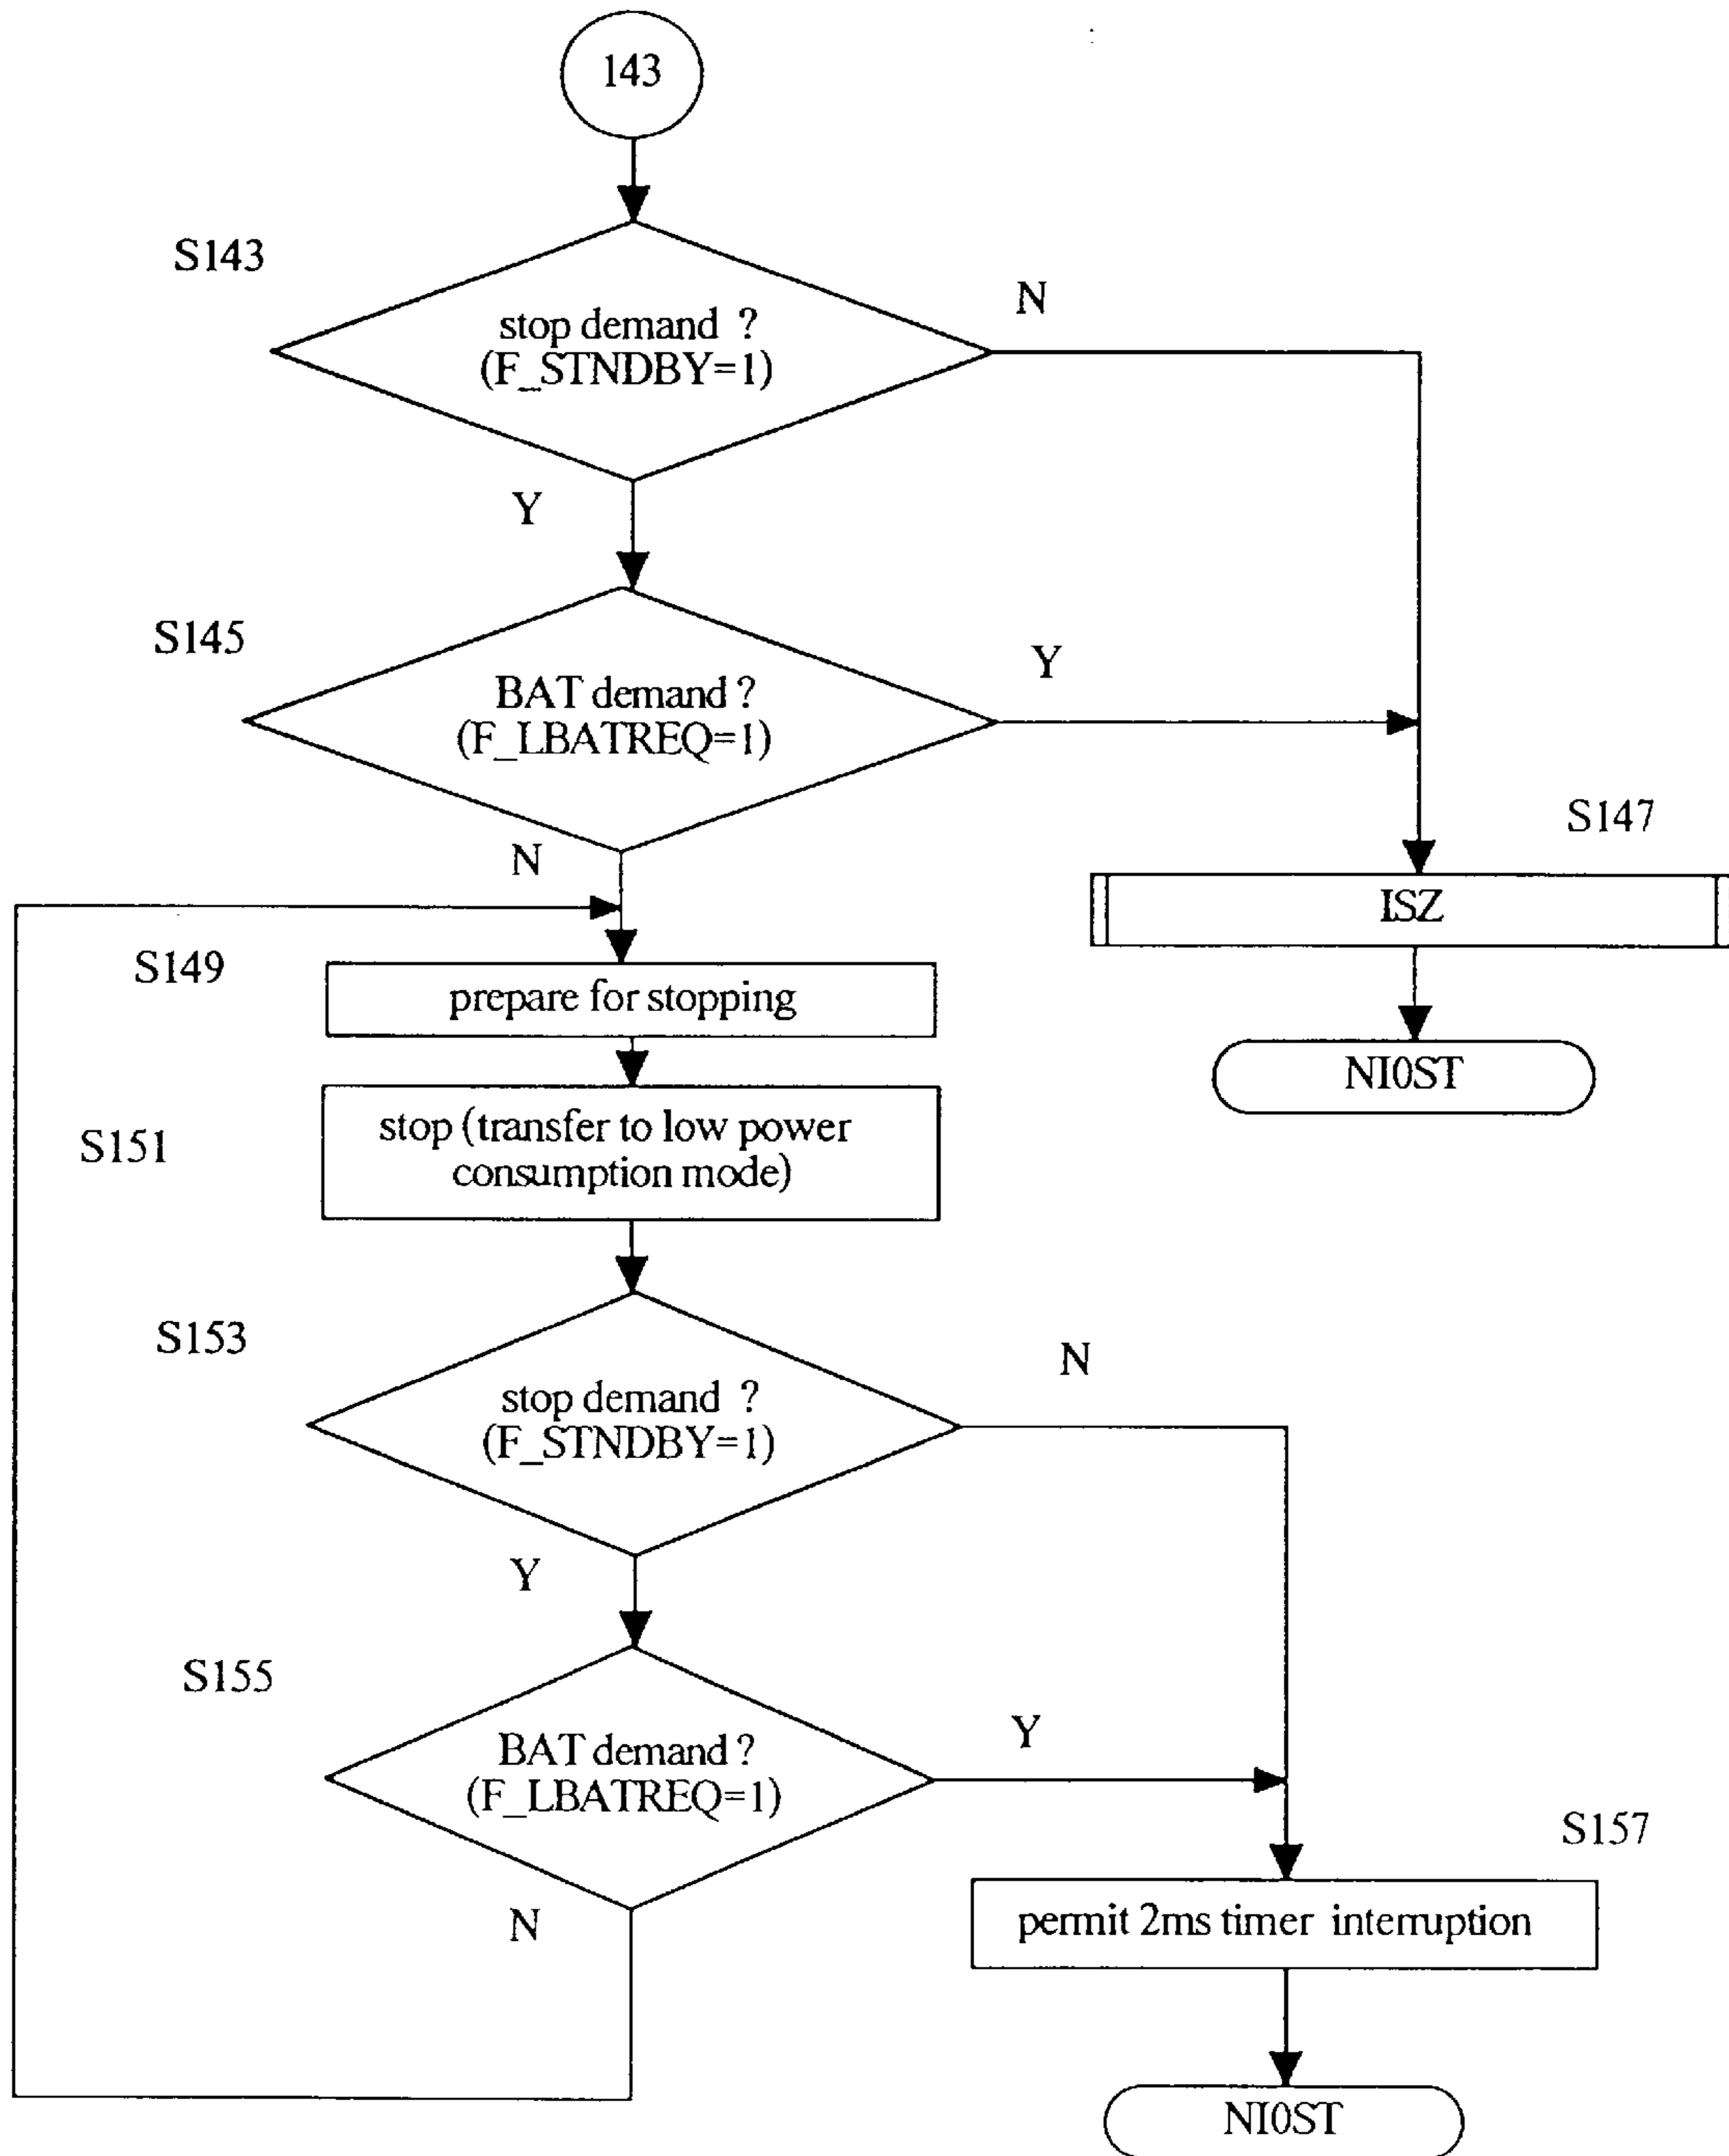 143
S143
stop demand ?
(F_STNDBY=1)
N
Y
S145
BAT demand ?
(F_LBATREQ=1)
Y
N
S147
ISZ
NI0ST
S149
prepare for stopping
S151
stop (transfer to low power
consumption mode)
S153
stop demand ?
(F_STNDBY=1)
N
Y
S155
BAT demand ?
(F_LBATREQ=1)
Y
N
S157
permit 2ms timer interruption
NI0ST